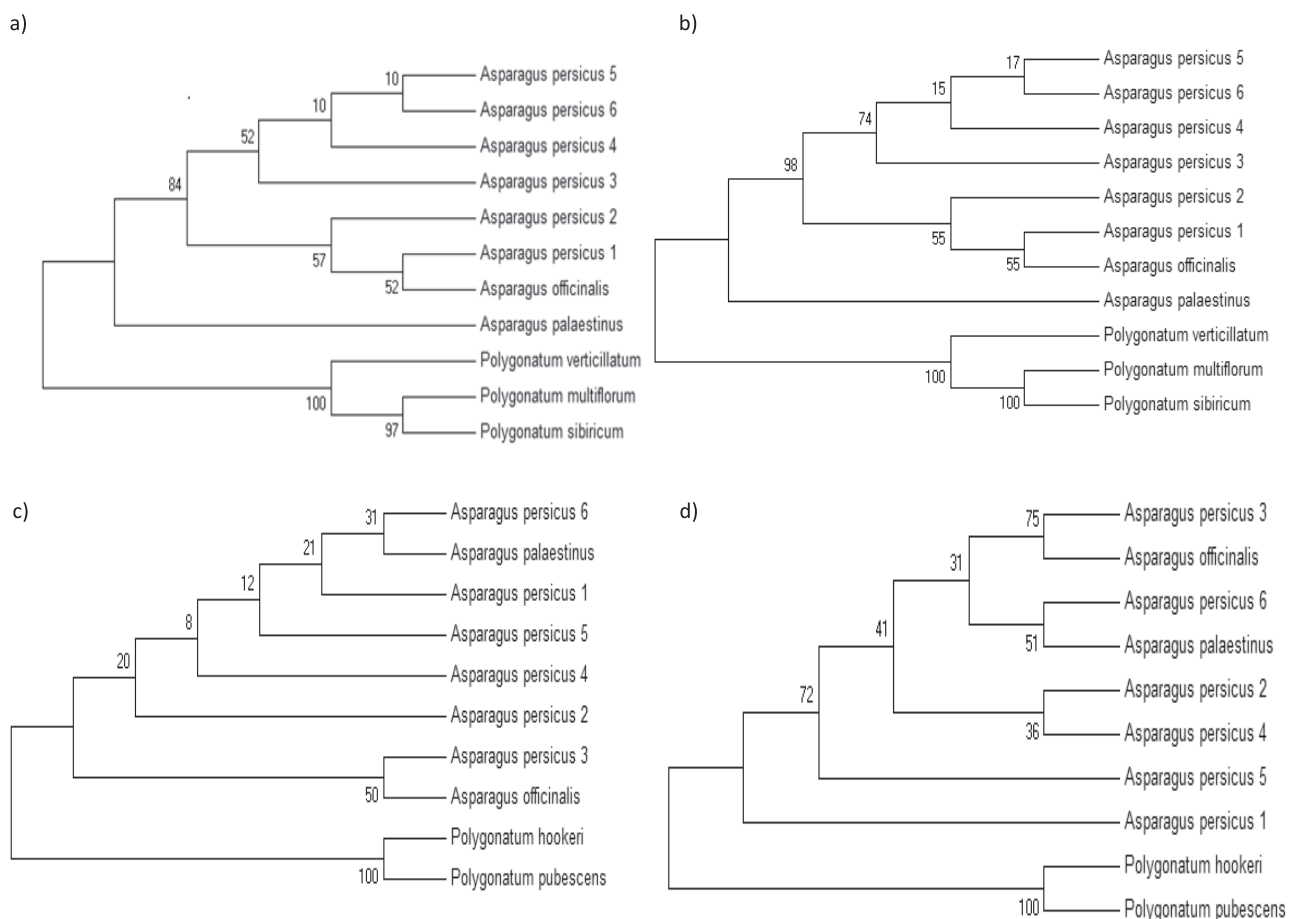 a)
10
Asparagus persicus 5
10
Asparagus persicus 6
52
Asparagus persicus 4
84
Asparagus persicus 3
Asparagus persicus 2
57
Asparagus persicus 1
52
Asparagus officinalis
Asparagus palaestinus
Polygonatum verticillatum
100
Polygonatum multiflorum
97
Polygonatum sibiricum
b)
17
Asparagus persicus 5
15
Asparagus persicus 6
74
Asparagus persicus 4
98
Asparagus persicus 3
Asparagus persicus 2
55
Asparagus persicus 1
55
Asparagus officinalis
Asparagus palaestinus
Polygonatum verticillatum
100
Polygonatum multiflorum
100
Polygonatum sibiricum
c)
31
Asparagus persicus 6
21
Asparagus palaestinus
12
Asparagus persicus 1
8
Asparagus persicus 5
20
Asparagus persicus 4
Asparagus persicus 2
Asparagus persicus 3
50
Asparagus officinalis
Polygonatum hookeri
100
Polygonatum pubescens
d)
75
Asparagus persicus 3
31
Asparagus officinalis
41
Asparagus persicus 6
51
Asparagus palaestinus
72
Asparagus persicus 2
36
Asparagus persicus 4
Asparagus persicus 5
Asparagus persicus 1
Polygonatum hookeri
100
Polygonatum pubescens